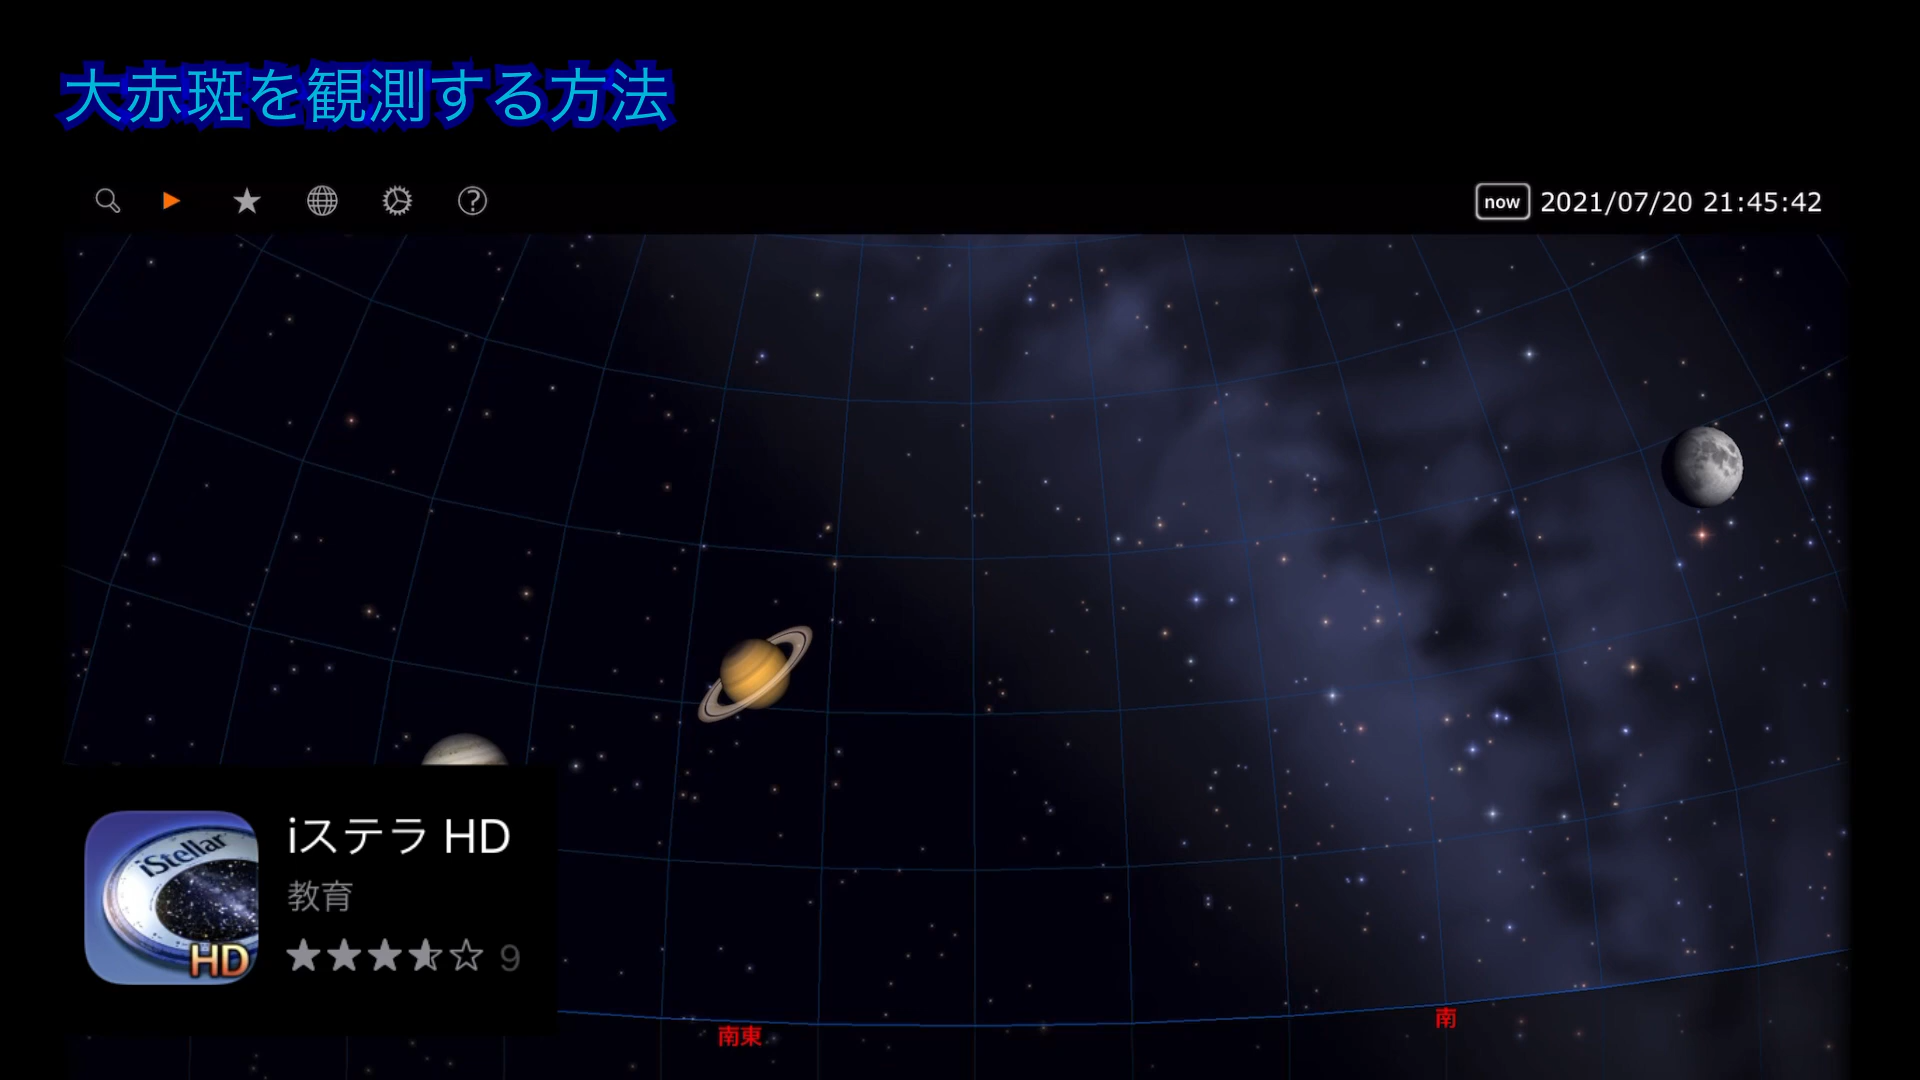 大赤斑を観測する方法
now 2021/07/20 21:45:42
iステラ HD
教育
9
iStellar
HD
南東
南